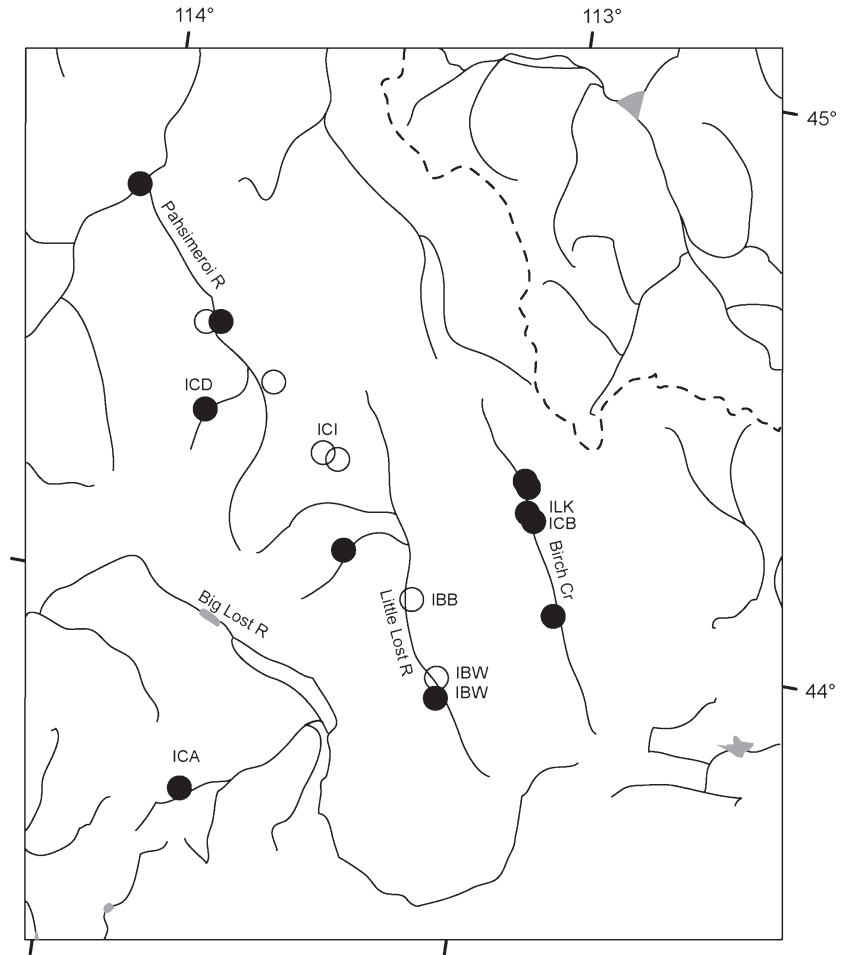 114°
113°
45°
Pahsimeroi R
ICD
ICI
ILK
ICB
Birch Cr
Big Lost R
IBB
Little Lost R
IBW
IBW
44°
ICA